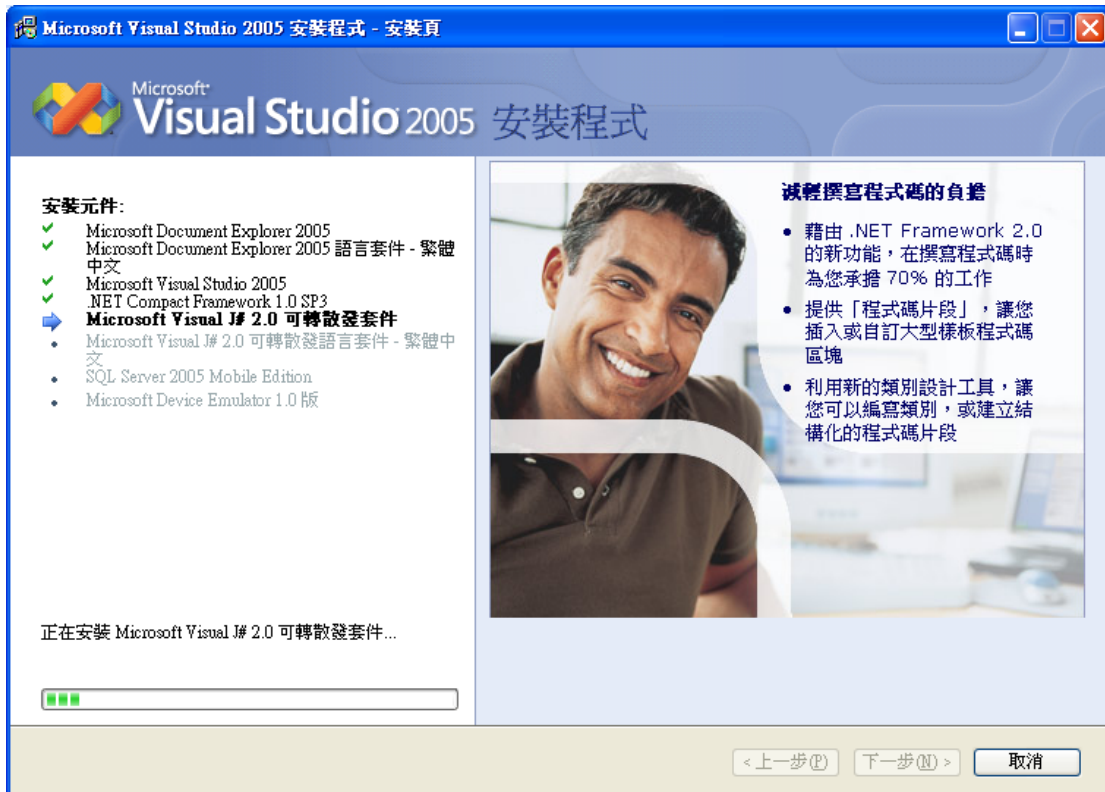 Microsoft Visual Studio 2005 安裝程式 - 安裝頁
Microsoft
Visual Studio 2005 安裝程式
安裝元件:
Microsoft Document Explorer 2005
Microsoft Document Explorer 2005 語言套件 - 繁體
中文
Microsoft Visual Studio 2005
.NET Compact Framework 1.0 SP3
Microsoft Visual J# 2.0 可轉散發套件
Microsoft Visual J# 2.0 可轉散發語言套件 - 繁體中
文
SQL Server 2005 Mobile Edition
Microsoft Device Emulator 1.0 版
正在安裝 Microsoft Visual J# 2.0 可轉散發套件...
減輕撰寫程式碼的負擔
• 藉由 .NET Framework 2.0
的新功能，在撰寫程式碼時
為您承擔 70% 的工作
• 提供「程式碼片段」，讓您
插入或自訂大型樣板程式碼
區塊
• 利用新的類別設計工具，讓
您可以編寫類別，或建立結
構化的程式碼片段
< 上一步(P)
下一步(N) >
取消